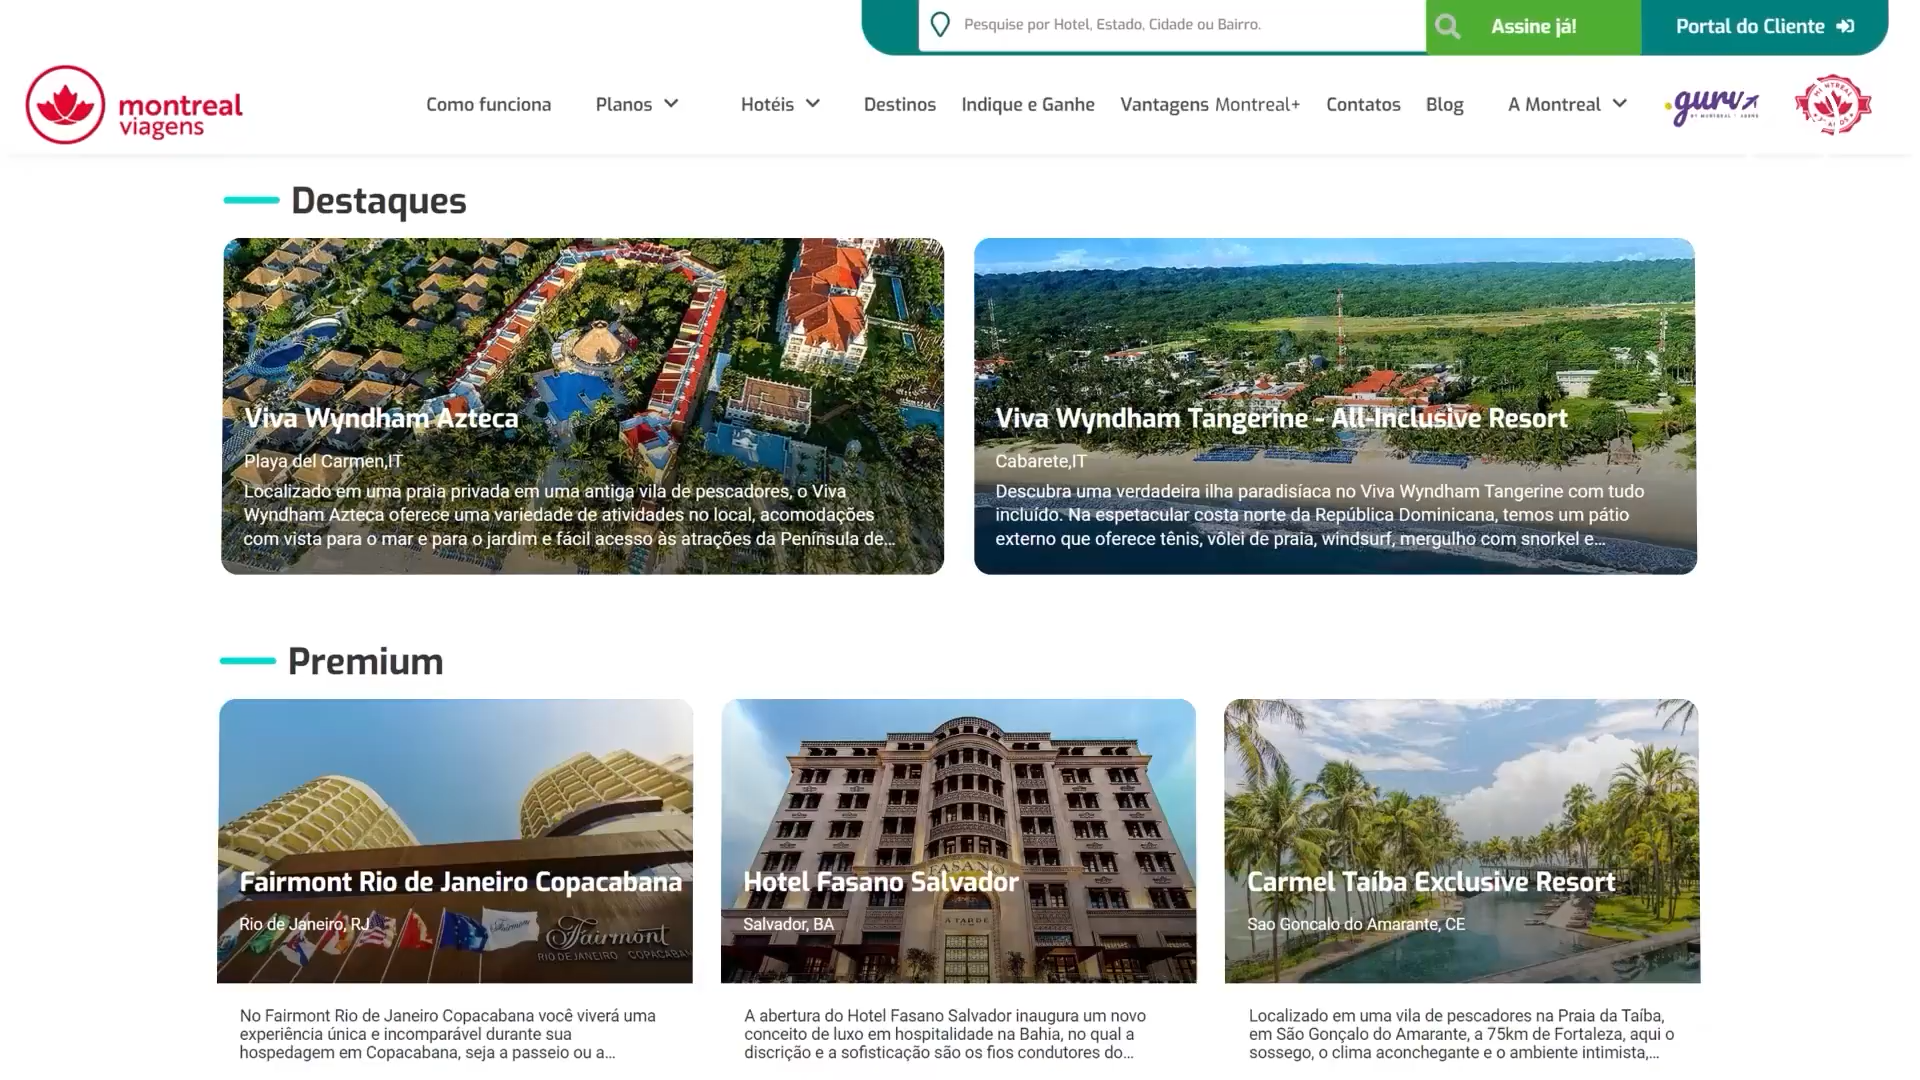 Pesquise por Hotel, Estado, Cidade ou Bairro.
Assine já!
Portal do Cliente
montreal
viagens
Como funciona
Planos
Hotéis
Destinos
Indique e Ganhe
Vantagens Montreal+
Contatos
Blog
A Montreal
guru
Destaques
Viva Wyndham Azteca
Playa del Carmen,IT
Localizado em uma praia privada em uma antiga vila de pescadores, o Viva
Wyndham Azteca oferece uma variedade de atividades no local, acomodações
com vista para o mar e para o jardim e fácil acesso às atrações da Península de...
Viva Wyndham Tangerine - All-Inclusive Resort
Cabarete,IT
Descubra uma verdadeira ilha paradisíaca no Viva Wyndham Tangerine com tudo
incluído. Na espetacular costa norte da República Dominicana, temos um pátio
externo que oferece tênis, vôlei de praia, windsurf, mergulho com snorkel e...
Premium
Fairmont Rio de Janeiro Copacabana
Rio de Janeiro, RJ
Fairmont
RIO DE JANEIRO COPACABAN
No Fairmont Rio de Janeiro Copacabana você viverá uma
experiência única e incomparável durante sua
hospedagem em Copacabana, seja a passeio ou a...
FASANO
Hotel Fasano Salvador
A TARDE
Salvador, BA
A abertura do Hotel Fasano Salvador inaugura um novo
conceito de luxo em hospitalidade na Bahia, no qual a
discrição e a sofisticação são os fios condutores do...
Carmel Taíba Exclusive Resort
Sao Goncalo do Amarante, CE
Localizado em uma vila de pescadores na Praia da Taíba,
em São Gonçalo do Amarante, a 75km de Fortaleza, aqui o
sossego, o clima aconchegante e o ambiente intimista,...